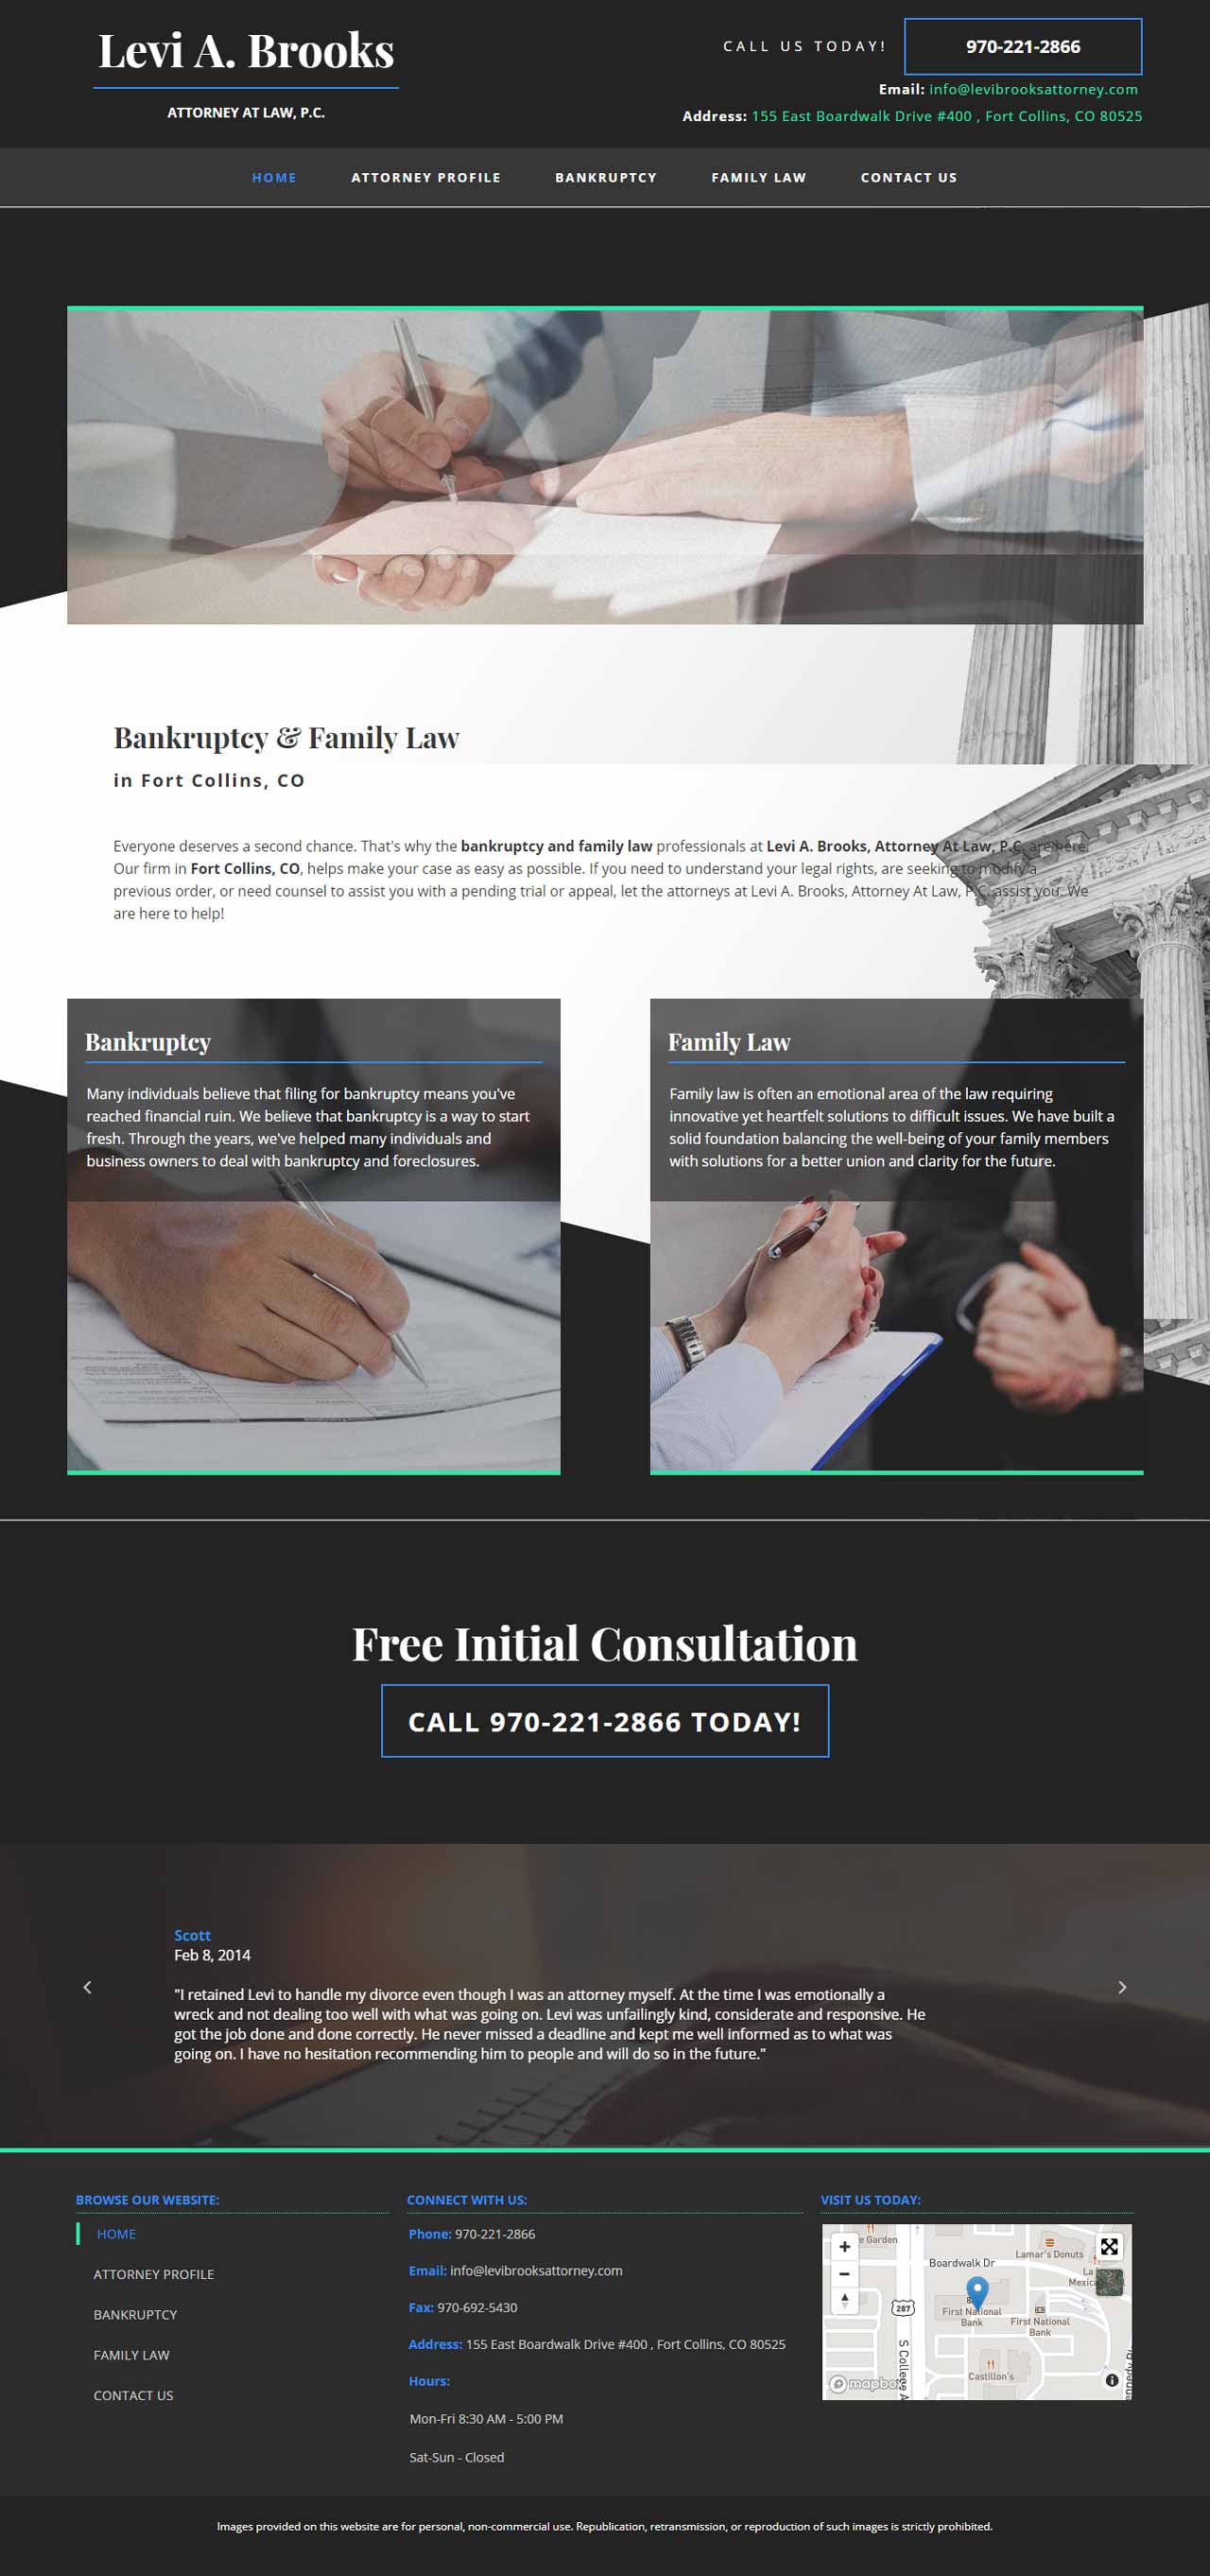 Levi A. Brooks
ATTORNEY AT LAW, P.C.
CALL US TODAY!
970-221-2866
Email: info@levibrooksattorney.com
Address: 155 East Boardwalk Drive #400 , Fort Collins, CO 80525
HOME ATTORNEY PROFILE BANKRUPTCY FAMILY LAW CONTACT US
Bankruptcy & Family Law
in Fort Collins, CO
Everyone deserves a second chance. That's why the bankruptcy and family law professionals at Levi A. Brooks, Attorney At Law, P.C. are here.
Our firm in Fort Collins, CO, helps make your case as easy as possible. If you need to understand your legal rights, are seeking to modify a
previous order, or need counsel to assist you with a pending trial or appeal, let the attorneys at Levi A. Brooks, Attorney At Law, P.C. assist you. We
are here to help!
Bankruptcy
Many individuals believe that filing for bankruptcy means you've
reached financial ruin. We believe that bankruptcy is a way to start
fresh. Through the years, we've helped many individuals and
business owners to deal with bankruptcy and foreclosures.
Family Law
Family law is often an emotional area of the law requiring
innovative yet heartfelt solutions to difficult issues. We have built a
solid foundation balancing the well-being of your family members
with solutions for a better union and clarity for the future.
Free Initial Consultation
CALL 970-221-2866 TODAY!
Scott
Feb 8, 2014
"I retained Levi to handle my divorce even though I was an attorney myself. At the time I was emotionally a
wreck and not dealing too well with what was going on. Levi was unfailingly kind, considerate and responsive. He
got the job done and done correctly. He never missed a deadline and kept me well informed as to what was
going on. I have no hesitation recommending him to people and will do so in the future."
BROWSE OUR WEBSITE:
HOME
ATTORNEY PROFILE
BANKRUPTCY
FAMILY LAW
CONTACT US
CONNECT WITH US:
Phone: 970-221-2866
Email: info@levibrooksattorney.com
Fax: 970-692-5430
Address: 155 East Boardwalk Drive #400 , Fort Collins, CO 80525
Hours:
Mon-Fri 8:30 AM - 5:00 PM
Sat-Sun - Closed
VISIT US TODAY:
Garden
Lamar's Donuts
Boardwalk Dr
La
287
First National
Bank
First National
Bank
S College A
Castillon's
mapbox
Images provided on this website are for personal, non-commercial use. Republication, retransmission, or reproduction of such images is strictly prohibited.